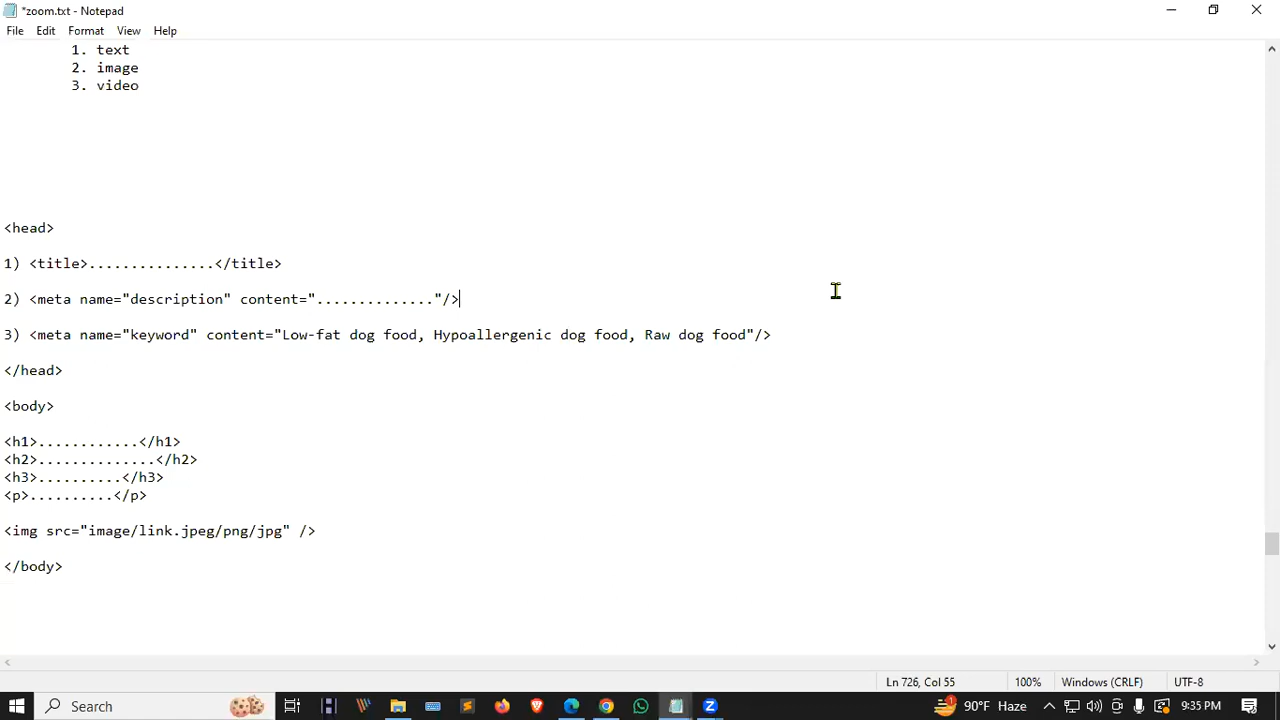 *zoom.txt - Notepad
File Edit Format View Help
1. text
2. image
3. video
<head>
1) <title>...............</title>
2) <meta name="description" content=".............."/>
3) <meta name="keyword" content="Low-fat dog food, Hypoallergenic dog food, Raw dog food"/>
</head>
<body>
<h1>............</h1>
<h2>..............</h2>
<h3>..........</h3>
<p>..........</p>
<img src="image/link.jpeg/png/jpg" />
</body>
Ln 726, Col 55 100% Windows (CRLF) UTF-8
Search 1 90°F Haze 9:35 PM